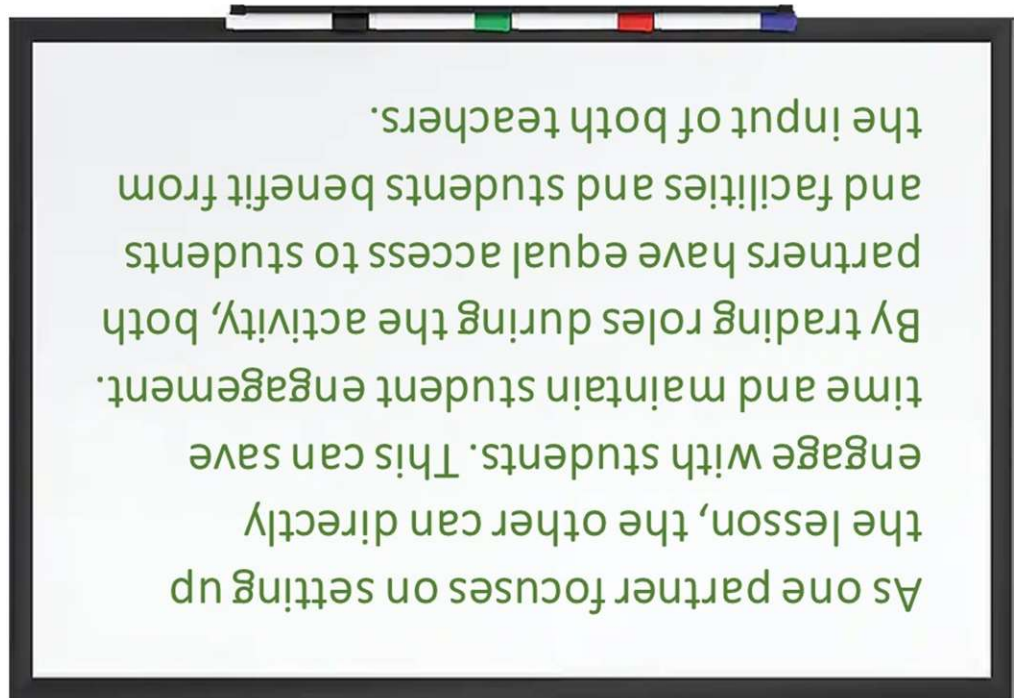 As one partner focuses on setting up
the lesson, the other can directly
engage with students. This can save
time and maintain student engagement.
By trading roles during the activity, both
partners have equal access to students
and facilities and students benefit from
the input of both teachers.